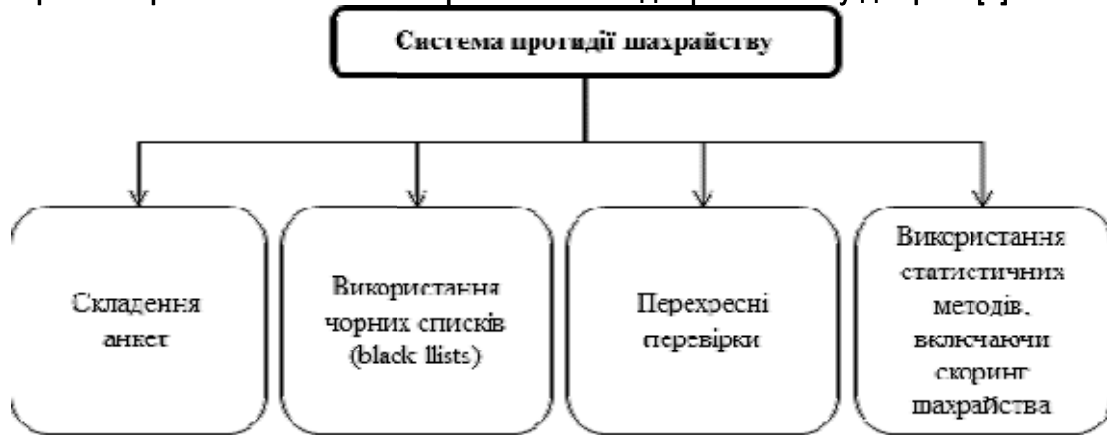 Система протидії шахрайству
Складення
анкет
Використання
чорних списків
(black llists)
Перехресні
перевірки
Використання
статистичних
методів,
включаючи
скоринг
шахрайства